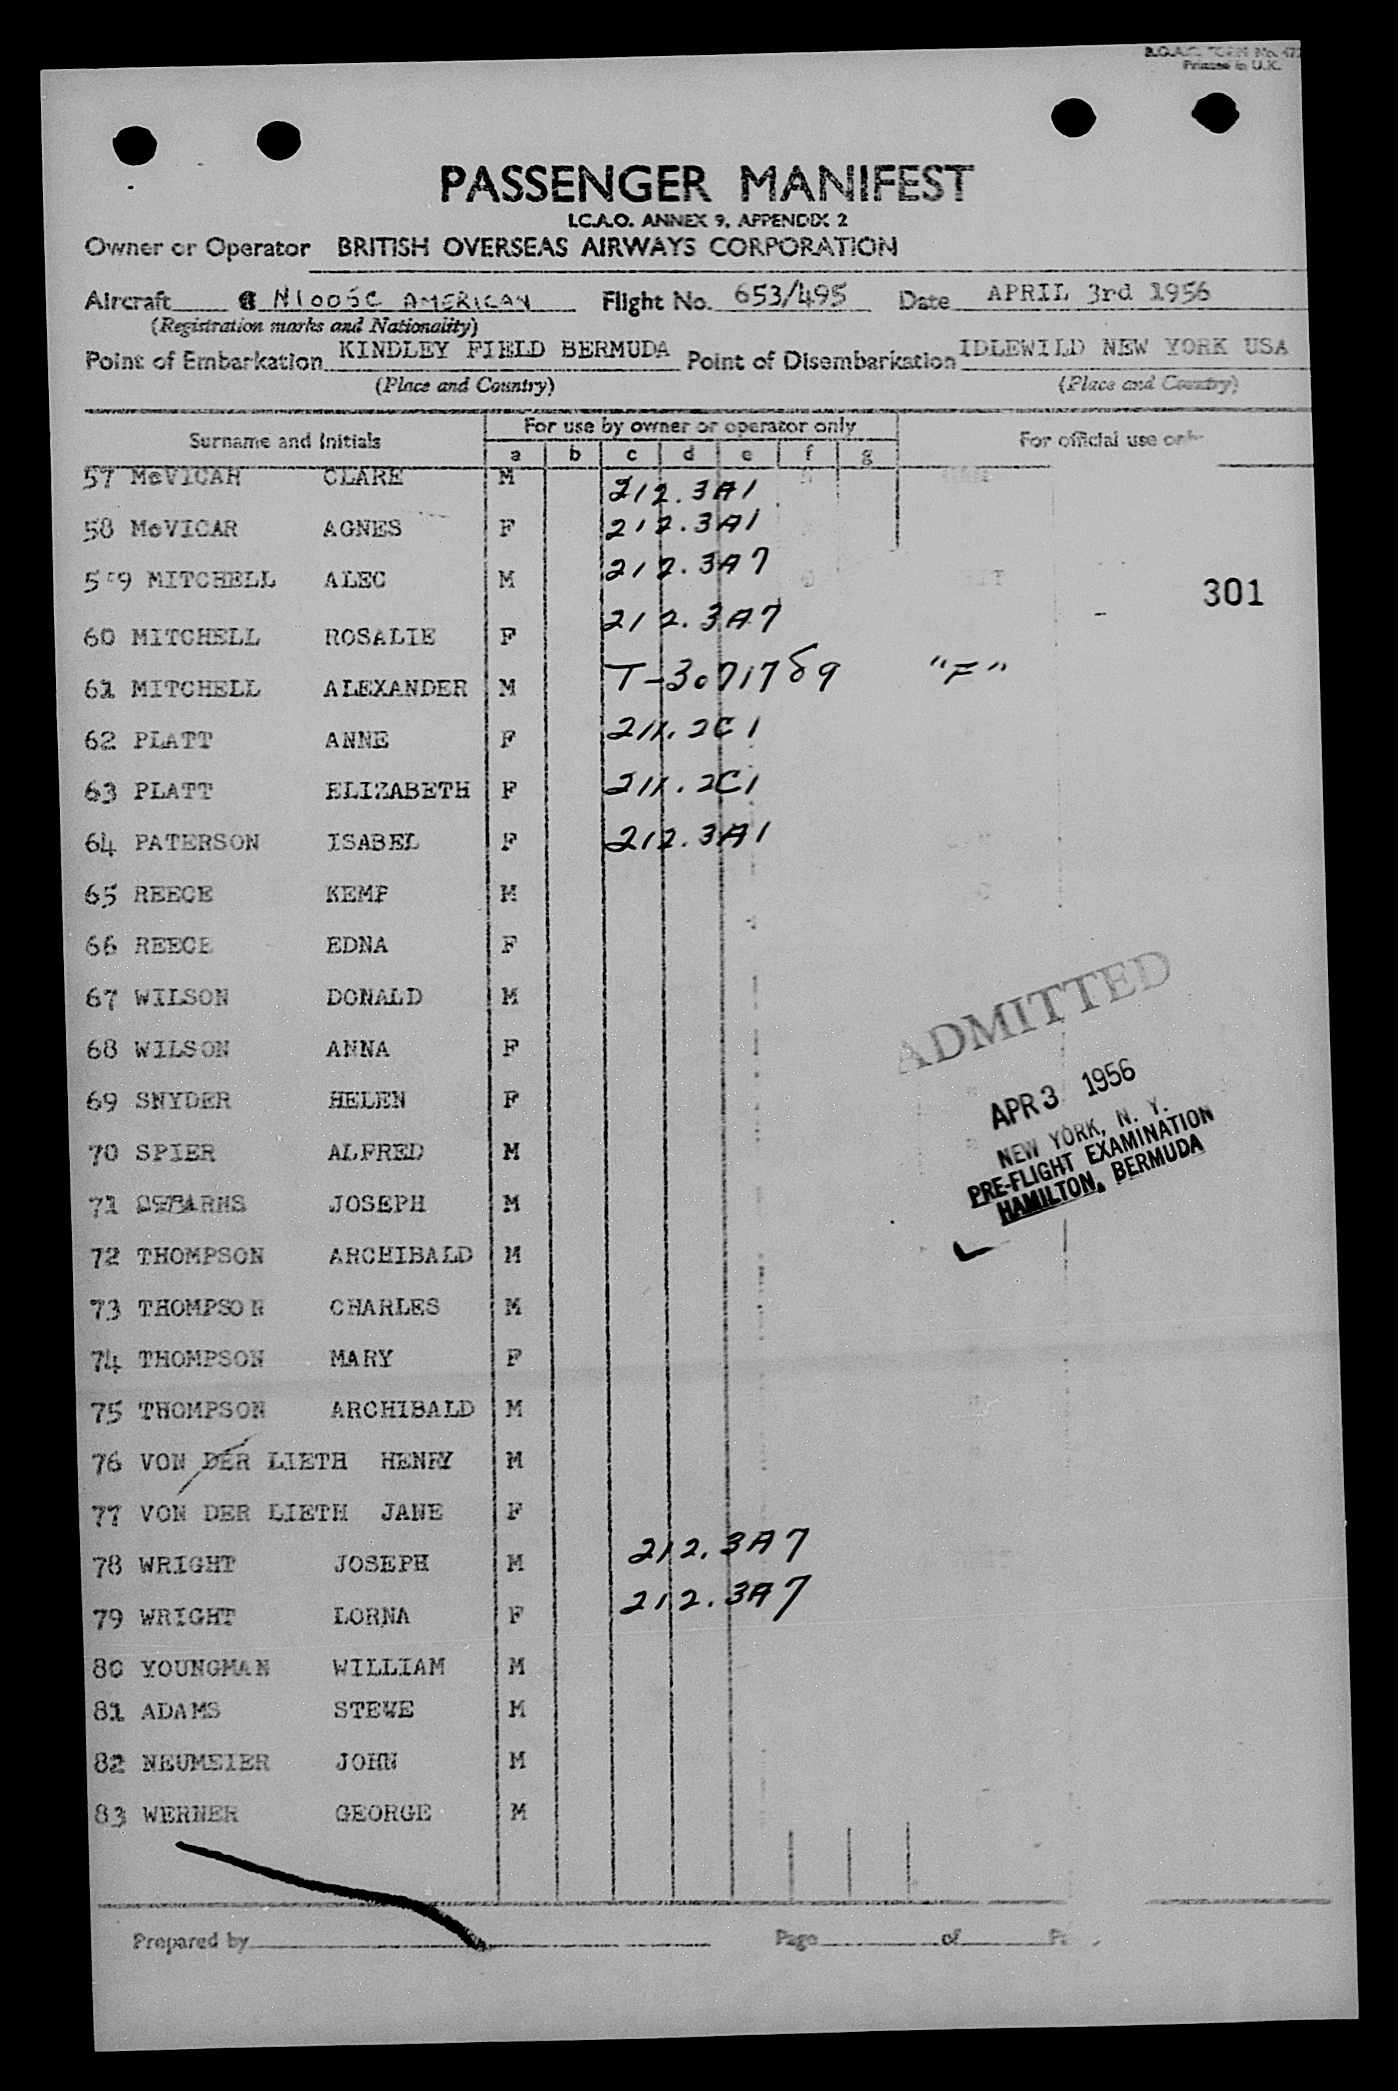 B.O.A.C. FORM No. 47
Printed in U.K.
PASSENGER MANIFEST
I.C.A.O. ANNEX 9, APPENDIX 2
Owner or Operator BRITISH OVERSEAS AIRWAYS CORPORATION
Aircraft N1005C AMERICAN Flight No. 653/495 Date APRIL 3rd 1956
(Registration marks and Nationality)
Point of Embarkation KINDLEY FIELD BERMUDA Point of Disembarkation IDLEWILD NEW YORK USA
(Place and Country) (Place and Country)
Surname and Initials For use by owner or operator only For official use only
a b c d e f g
57 McVICAR CLARE M 212.3A1
58 McVICAR AGNES F 212.3A1
59 MITCHELL ALEC M 212.3A7
301
60 MITCHELL ROSALIE F 212.3A7
61 MITCHELL ALEXANDER M T-3071789 "F"
62 PLATT ANNE F 211.2C1
63 PLATT ELIZABETH F 211.2C1
64 PATERSON ISABEL F 212.3A1
65 REECE KEMP M
66 REECE EDNA F
67 WILSON DONALD M
68 WILSON ANNA F
69 SNYDER HELEN F
70 SPIER ALFRED M
71 JOSEPH M
72 THOMPSON ARCHIBALD M
73 THOMPSON CHARLES M
74 THOMPSON MARY F
75 THOMPSON ARCHIBALD M
76 VON DER LIETH HENRY M
77 VON DER LIETH JANE F
78 WRIGHT JOSEPH M 212.3A7
79 WRIGHT LORNA F 212.3A7
80 YOUNGMAN WILLIAM M
81 ADAMS STEWE M
82 NEUMEIER JOHN M
83 WERNER GEORGE M
ADMITTED
APR 3 1956
NEW YORK, N. Y.
PRE-FLIGHT EXAMINATION
HAMILTON, BERMUDA
Prepared by Page of